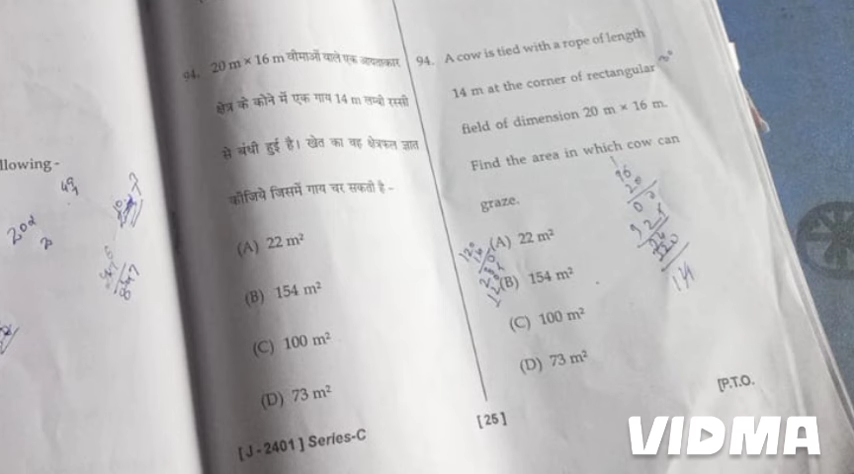 llowing -
94. 20 m × 16 m वीमाओं वाले एक आयताकार
क्षेत्र के कोने में एक गाय 14 m लम्बी रस्सी
से बंधी हुई है। खेत का वह क्षेत्रफल ज्ञात
कीजिये जिसमें गाय चर सकती है -
(A) 22 m²
(B) 154 m²
(C) 100 m²
(D) 73 m²
[ J - 2401 ] Series-C
94. A cow is tied with a rope of length
14 m at the corner of rectangular
field of dimension 20 m × 16 m.
Find the area in which cow can
graze.
(A) 22 m²
(B) 154 m²
(C) 100 m²
(D) 73 m²
[ 25 ]
[P.T.O.
VIDMA